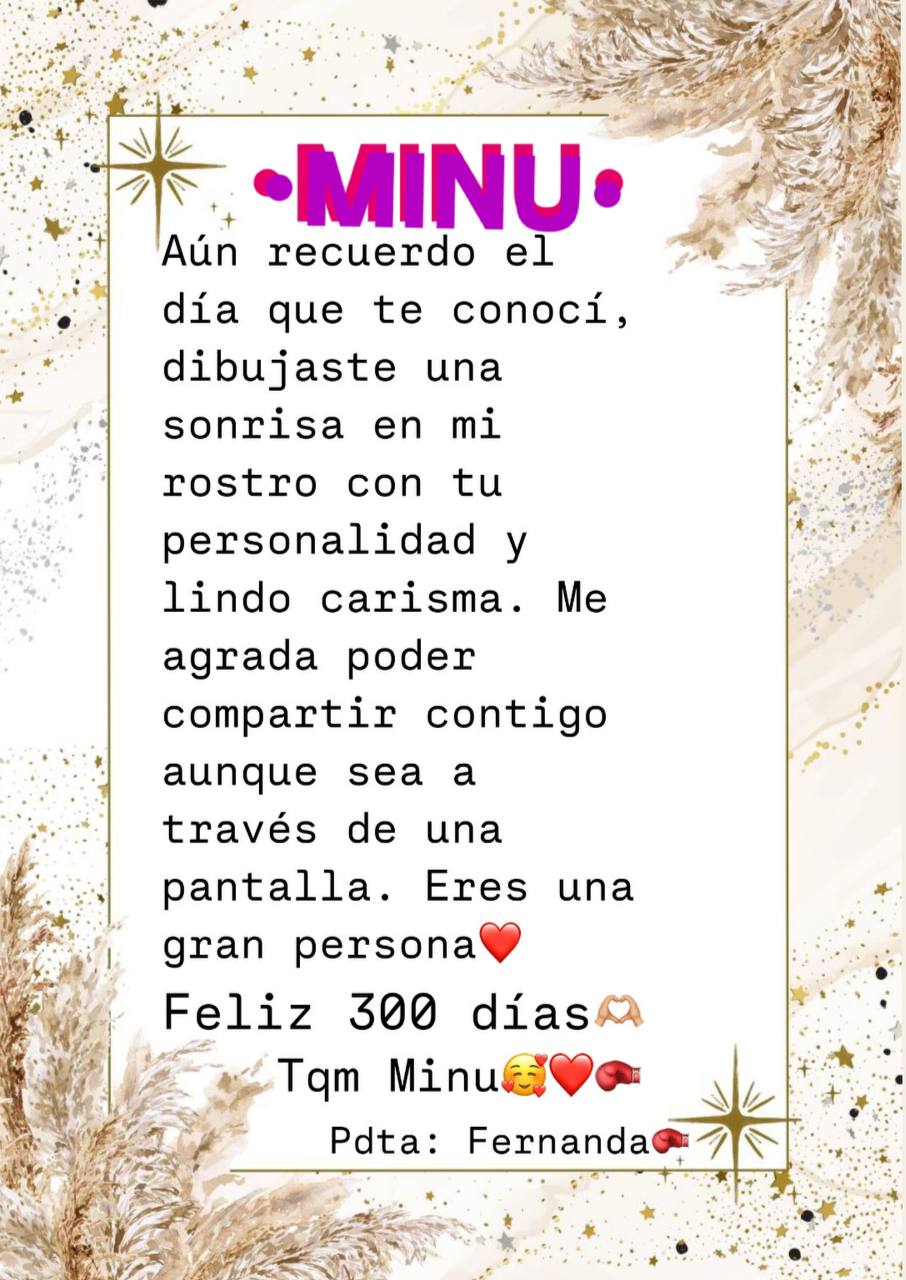 •MINU•
Aún recuerdo el
día que te conocí,
dibujaste una
sonrisa en mi
rostro con tu
personalidad y
lindo carisma. Me
agrada poder
compartir contigo
aunque sea a
través de una
pantalla. Eres una
gran persona❤️
Feliz 300 días🫶🏼
Tqm Minu🥰❤️🥊
Pdta: Fernanda🥊